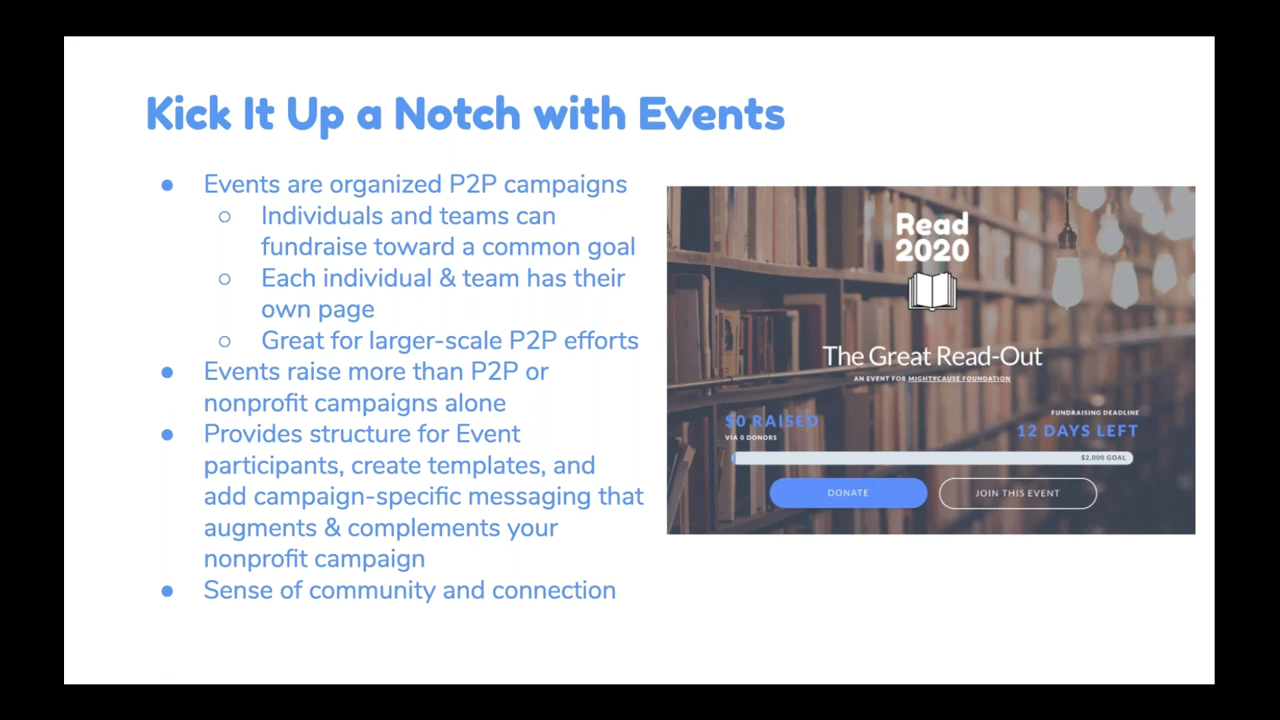 Kick It Up a Notch with Events
● Events are organized P2P campaigns
○ Individuals and teams can
fundraise toward a common goal
○ Each individual & team has their
own page
○ Great for larger-scale P2P efforts
● Events raise more than P2P or
nonprofit campaigns alone
● Provides structure for Event
participants, create templates, and
add campaign-specific messaging that
augments & complements your
nonprofit campaign
● Sense of community and connection
Read
2020
The Great Read-Out
AN EVENT FOR MIGHTYCAUSE FOUNDATION
$0 RAISED
VIA 0 DONORS
FUNDRAISING DEADLINE
12 DAYS LEFT
$2,000 GOAL
DONATE
JOIN THIS EVENT